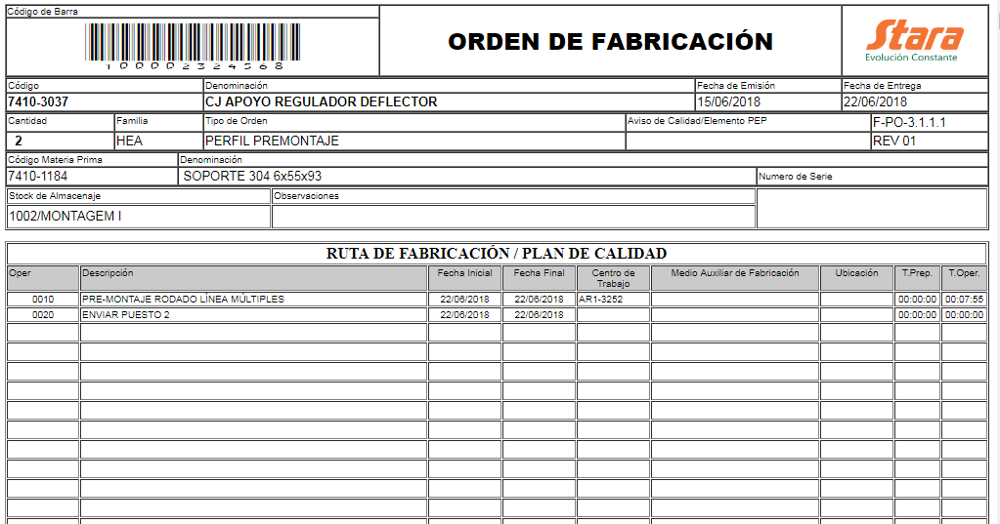 Código de Barra
100002324568
ORDEN DE FABRICACIÓN
Stara
Evolución Constante
Código Denominación Fecha de Emisión Fecha de Entrega
7410-3037 CJ APOYO REGULADOR DEFLECTOR 15/06/2018 22/06/2018
Cantidad Familia Tipo de Orden Aviso de Calidad/Elemento PEP F-PO-3.1.1.1
2 HEA PERFIL PREMONTAJE REV 01
Código Materia Prima Denominación
7410-1184 SOPORTE 304 6x55x93 Numero de Serie
Stock de Almacenaje Observaciones
1002/MONTAGEM I
RUTA DE FABRICACIÓN / PLAN DE CALIDAD
Oper Descripción Fecha Inicial Fecha Final Centro de Trabajo Medio Auxiliar de Fabricación Ubicación T.Prep. T.Oper.
0010 PRE-MONTAJE RODADO LÍNEA MÚLTIPLES 22/06/2018 22/06/2018 AR1-3252 00:00:00 00:07:55
0020 ENVIAR PUESTO 2 22/06/2018 22/06/2018 00:00:00 00:00:00